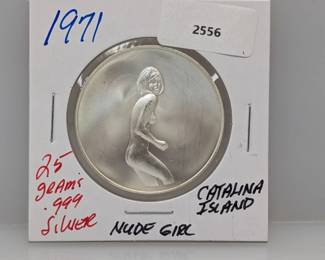 1971
2556
25
grams
.999
Silver
CATALINA
ISLAND
NUDE GIRL